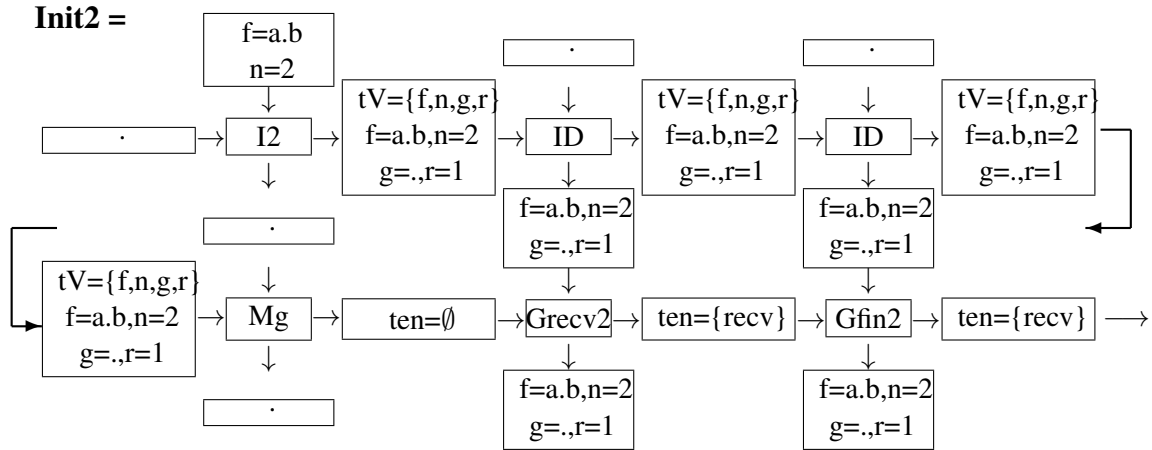 Init2 =
f=a.b
n=2
.
.
.
I2
tV={f,n,g,r}
f=a.b,n=2
g=.,r=1
ID
tV={f,n,g,r}
f=a.b,n=2
g=.,r=1
ID
tV={f,n,g,r}
f=a.b,n=2
g=.,r=1
.
f=a.b,n=2
g=.,r=1
f=a.b,n=2
g=.,r=1
tV={f,n,g,r}
f=a.b,n=2
g=.,r=1
Mg
ten=∅
Grecv2
ten={recv}
Gfin2
ten={recv}
.
f=a.b,n=2
g=.,r=1
f=a.b,n=2
g=.,r=1